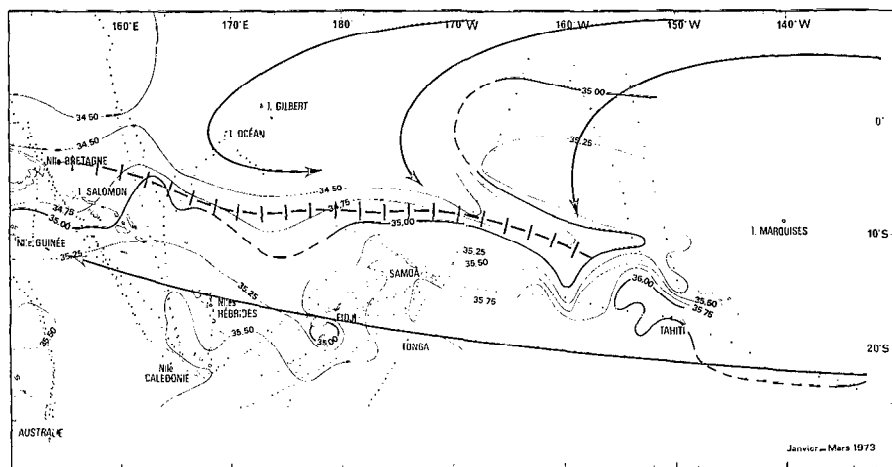 160°E 170°E 180° 170°W 160°W 150°W 140°W
34.50
35.00
I. GILBERT
I. OCÉAN
0°
34.50
35.25
Nlle BRETAGNE
I. SALOMON
34.50
34.75
34.75
35.00
35.00
I. MARQUISES
10°S
Nlle GUINÉE
35.25
35.25
35.50
35.25
SAMOA
35.75
36.00
35.50
35.75
Nlles
HÉBRIDES
FIDJI
35.50
35.50
35.00
TONGA
TAHITI
20°S
Nlle
CALEDONIE
AUSTRALIE
Janvier – Mars 1973